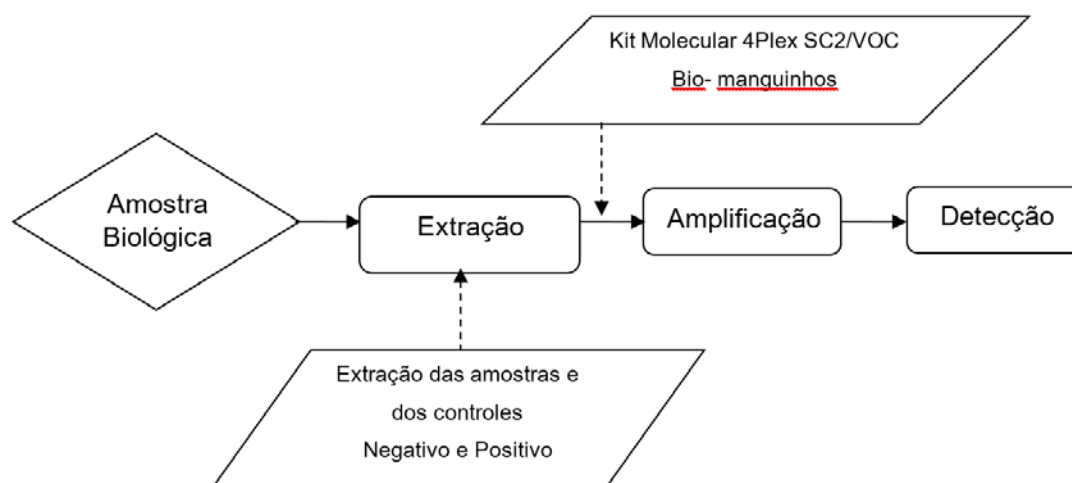 Kit Molecular 4Plex SC2/VOC
Bio- manguinhos
Amostra
Biológica
Extração
Amplificação
Detecção
Extração das amostras e
dos controles
Negativo e Positivo